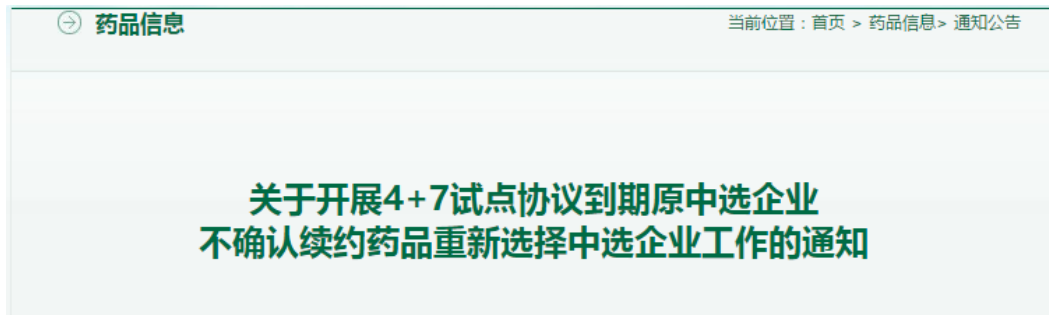 药品信息
当前位置：首页 > 药品信息> 通知公告
关于开展4+7试点协议到期原中选企业
不确认续约药品重新选择中选企业工作的通知